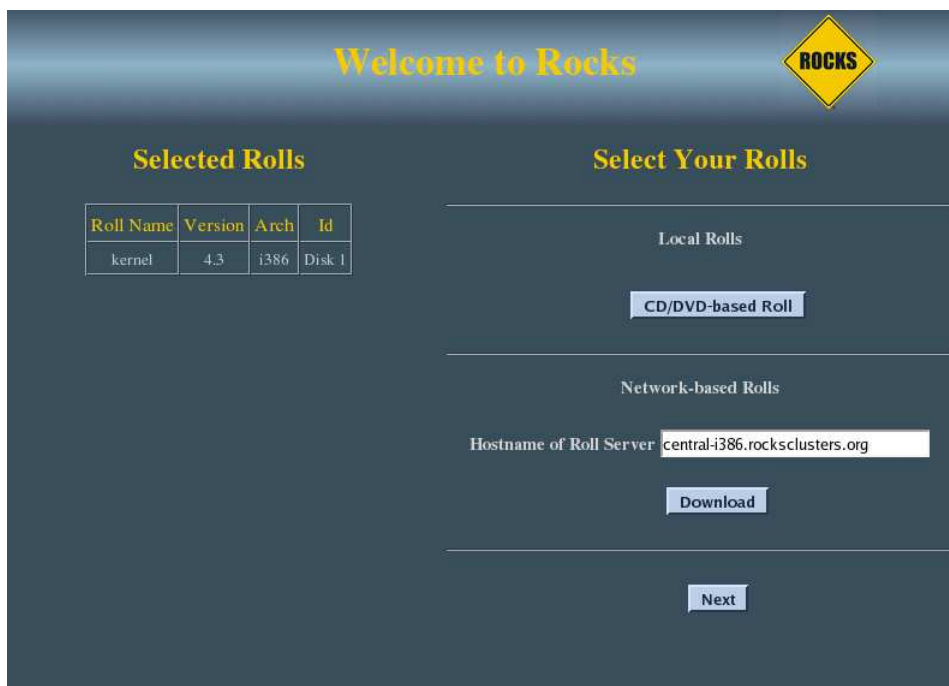 Welcome to Rocks
ROCKS
Selected Rolls
Roll Name Version Arch Id
kernel 4.3 i386 Disk 1
Select Your Rolls
Local Rolls
CD/DVD-based Roll
Network-based Rolls
Hostname of Roll Server central-i386.rocksclusters.org
Download
Next